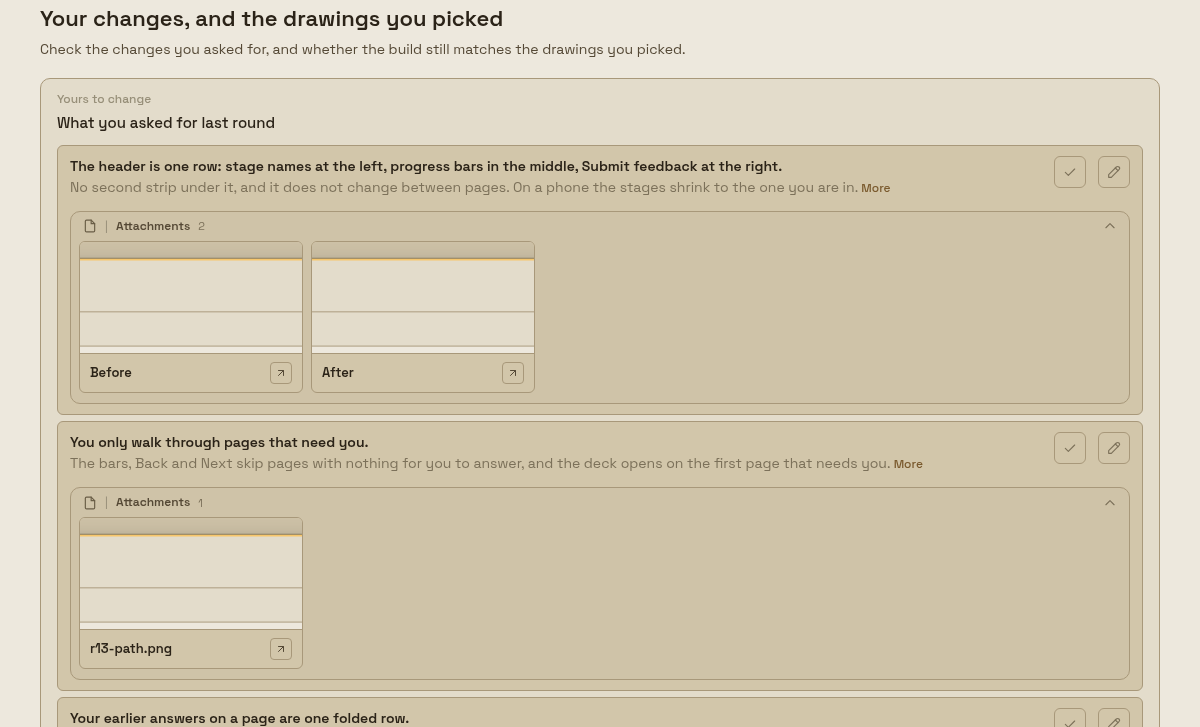 Your changes, and the drawings you picked
Check the changes you asked for, and whether the build still matches the drawings you picked.
Yours to change
What you asked for last round
The header is one row: stage names at the left, progress bars in the middle, Submit feedback at the right.
No second strip under it, and it does not change between pages. On a phone the stages shrink to the one you are in. More
Attachments 2
Before
After
You only walk through pages that need you.
The bars, Back and Next skip pages with nothing for you to answer, and the deck opens on the first page that needs you. More
Attachments 1
r13-path.png
Your earlier answers on a page are one folded row.